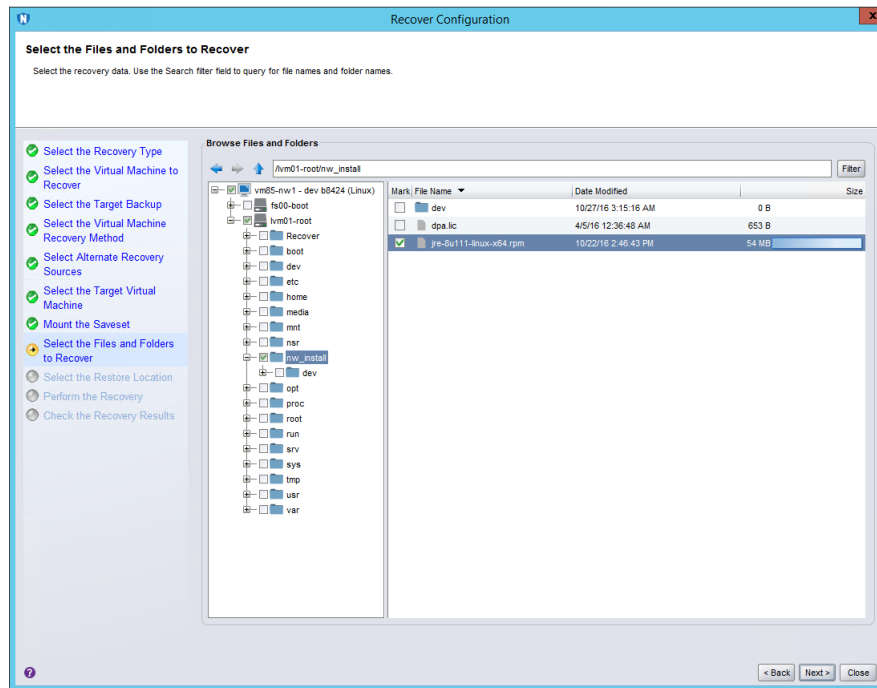 Recover Configuration
Select the Files and Folders to Recover
Select the recovery data. Use the Search filter field to query for file names and folder names.
Select the Recovery Type
Select the Virtual Machine to
Recover
Select the Target Backup
Select the Virtual Machine
Recovery Method
Select Alternate Recovery
Sources
Select the Target Virtual
Machine
Mount the Saveset
Select the Files and Folders
to Recover
Select the Restore Location
Perform the Recovery
Check the Recovery Results
Browse Files and Folders
/lvm01-root/nw_install
Filter
vm85-nw1 - dev b8424 (Linux)
fs00-boot
lvm01-root
Recover
boot
dev
etc
home
media
mnt
nsr
nw_install
dev
opt
proc
root
run
srv
sys
tmp
usr
var
Mark File Name Date Modified Size
dev 10/27/16 3:15:16 AM 0 B
dpa.lic 4/5/16 12:36:48 AM 653 B
jre-8u111-linux-x64.rpm 10/22/16 2:46:43 PM 54 MB
< Back Next > Close